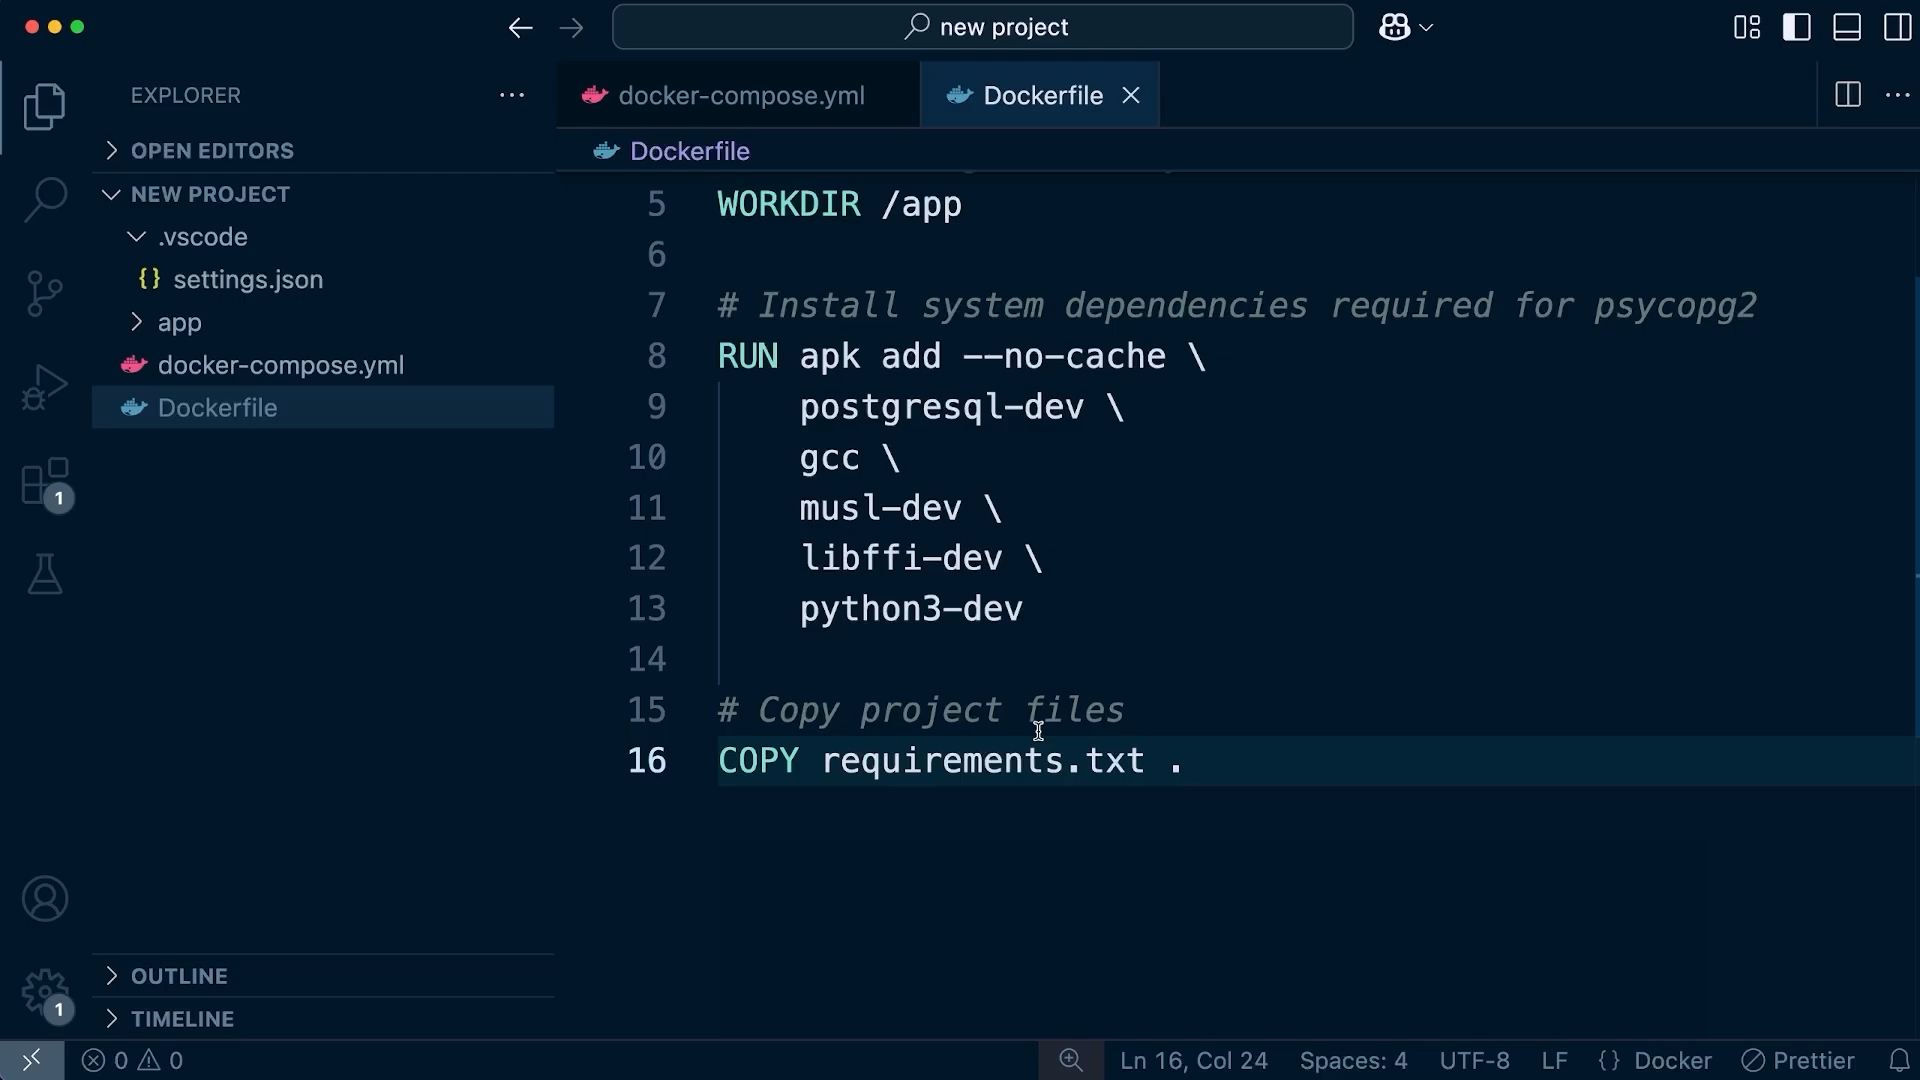 new project
EXPLORER
OPEN EDITORS
NEW PROJECT
.vscode
{} settings.json
app
docker-compose.yml
Dockerfile
1
1
OUTLINE
TIMELINE
docker-compose.yml
Dockerfile
Dockerfile
5 WORKDIR /app
6
7 # Install system dependencies required for psycopg2
8 RUN apk add --no-cache \
9 postgresql-dev \
10 gcc \
11 musl-dev \
12 libffi-dev \
13 python3-dev
14
15 # Copy project files
16 COPY requirements.txt .
0 0 Ln 16, Col 24 Spaces: 4 UTF-8 LF {} Docker Prettier